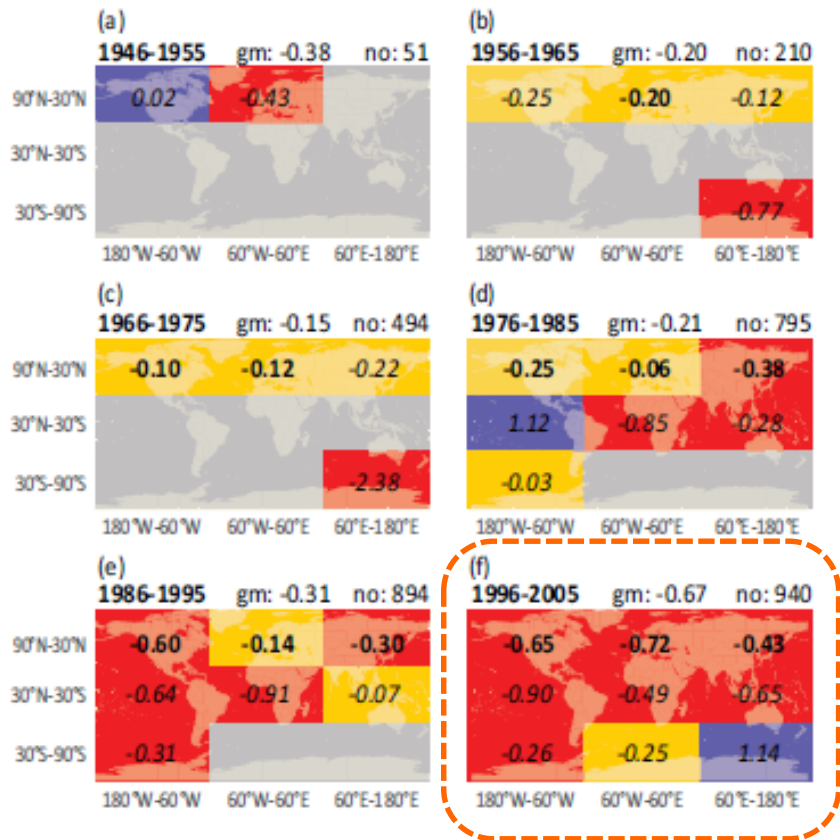 (a)
1946-1955 gm: -0.38 no: 51
90°N-30°N 0.02 -0.43
30°N-30°S
30°S-90°S
180°W-60°W 60°W-60°E 60°E-180°E
(b)
1956-1965 gm: -0.20 no: 210
-0.25 -0.20 -0.12
-0.77
180°W-60°W 60°W-60°E 60°E-180°E
(c)
1966-1975 gm: -0.15 no: 494
90°N-30°N -0.10 -0.12 -0.22
30°N-30°S
30°S-90°S -2.38
180°W-60°W 60°W-60°E 60°E-180°E
(d)
1976-1985 gm: -0.21 no: 795
-0.25 -0.06 -0.38
1.12 -0.85 -0.28
-0.03
180°W-60°W 60°W-60°E 60°E-180°E
(e)
1986-1995 gm: -0.31 no: 894
90°N-30°N -0.60 -0.14 -0.30
30°N-30°S -0.64 -0.91 -0.07
30°S-90°S -0.31
180°W-60°W 60°W-60°E 60°E-180°E
(f)
1996-2005 gm: -0.67 no: 940
-0.65 -0.72 -0.43
-0.90 -0.49 -0.65
-0.26 -0.25 1.14
180°W-60°W 60°W-60°E 60°E-180°E